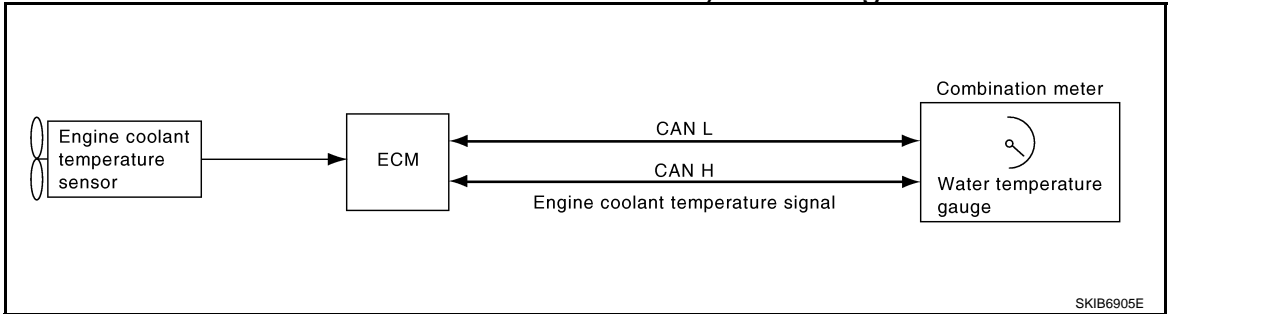 Combination meter
Engine coolant
temperature
sensor
ECM
CAN L
CAN H
Engine coolant temperature signal
Water temperature
gauge
SKIB6905E